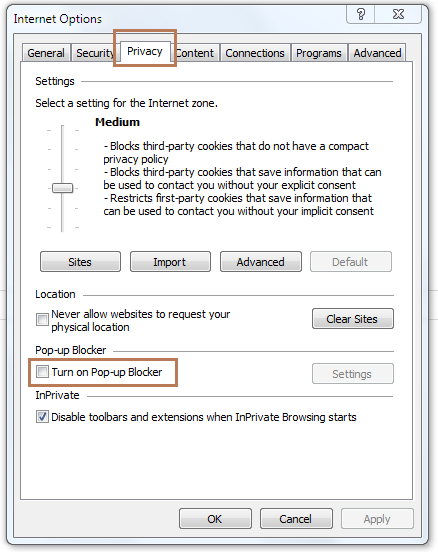 Internet Options
?
General Security Privacy Content Connections Programs Advanced
Settings
Select a setting for the Internet zone.
Medium
- Blocks third-party cookies that do not have a compact
privacy policy
- Blocks third-party cookies that save information that can
be used to contact you without your explicit consent
- Restricts first-party cookies that save information that
can be used to contact you without your implicit consent
Sites Import Advanced Default
Location
Never allow websites to request your
physical location
Clear Sites
Pop-up Blocker
Turn on Pop-up Blocker
Settings
InPrivate
Disable toolbars and extensions when InPrivate Browsing starts
OK Cancel Apply